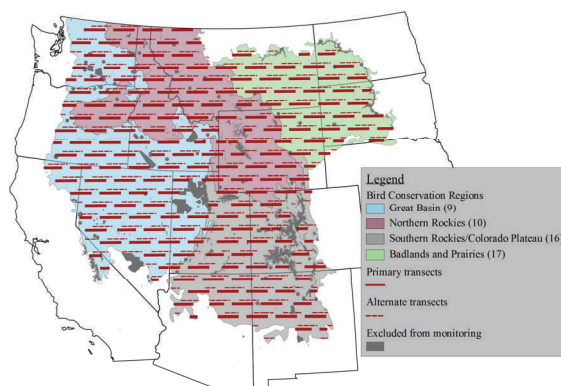 Legend
Bird Conservation Regions
Great Basin (9)
Northern Rockies (10)
Southern Rockies/Colorado Plateau (16)
Badlands and Prairies (17)
Primary transects
Alternate transects
Excluded from monitoring